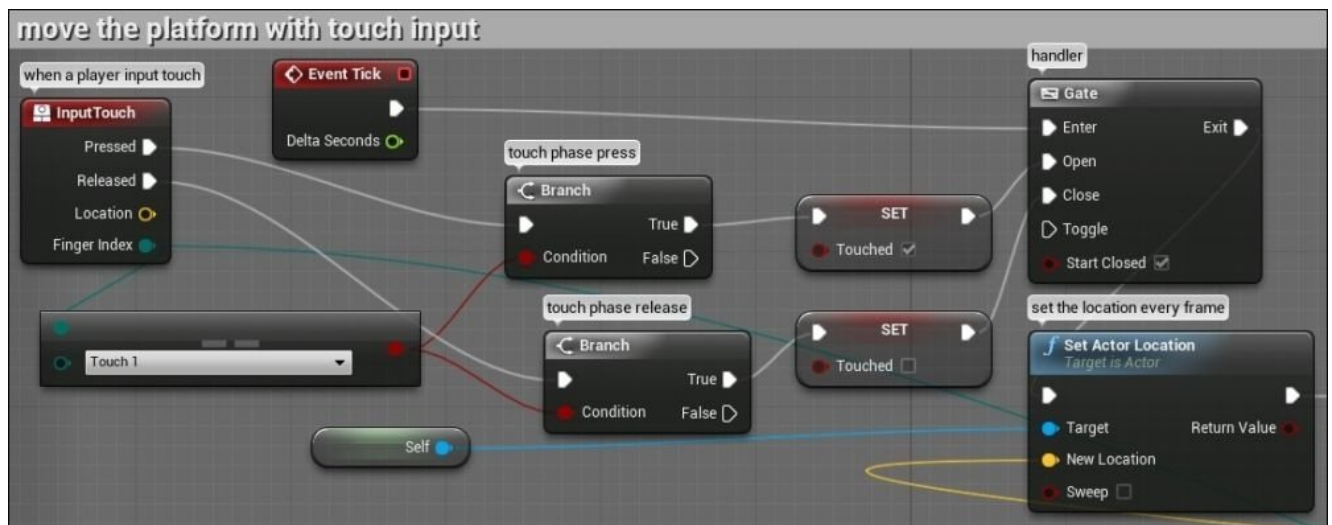 move the platform with touch input
when a player input touch
InputTouch
Pressed
Released
Location
Finger Index
Event Tick
Delta Seconds
touch phase press
Branch
True
Condition
False
SET
Touched
handler
Gate
Enter
Exit
Open
Close
Toggle
Start Closed
Touch 1
touch phase release
Branch
True
Condition
False
SET
Touched
Self
set the location every frame
f Set Actor Location
Target is Actor
Target
Return Value
New Location
Sweep